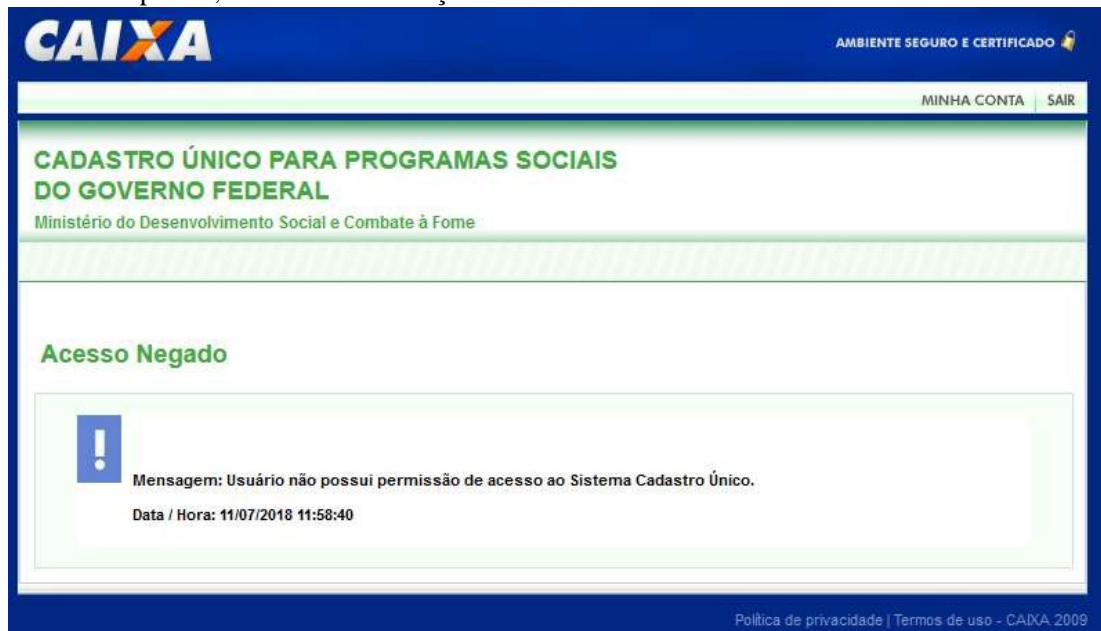 CAIXA
AMBIENTE SEGURO E CERTIFICADO
MINHA CONTA | SAIR
CADASTRO ÚNICO PARA PROGRAMAS SOCIAIS
DO GOVERNO FEDERAL
Ministério do Desenvolvimento Social e Combate à Fome
Acesso Negado
!
Mensagem: Usuário não possui permissão de acesso ao Sistema Cadastro Único.
Data / Hora: 11/07/2018 11:58:40
Política de privacidade | Termos de uso - CAIXA 2009